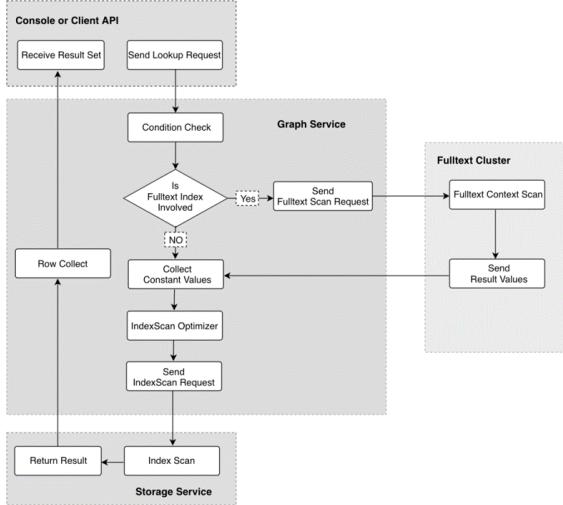 Console or Client API
Receive Result Set
Send Lookup Request
Condition Check
Graph Service
Is
Fulltext Index
Involved
Yes
Send
Fulltext Scan Request
Fulltext Cluster
Fulltext Context Scan
NO
Row Collect
Collect
Constant Values
Send
Result Values
IndexScan Optimizer
Send
IndexScan Request
Return Result
Index Scan
Storage Service